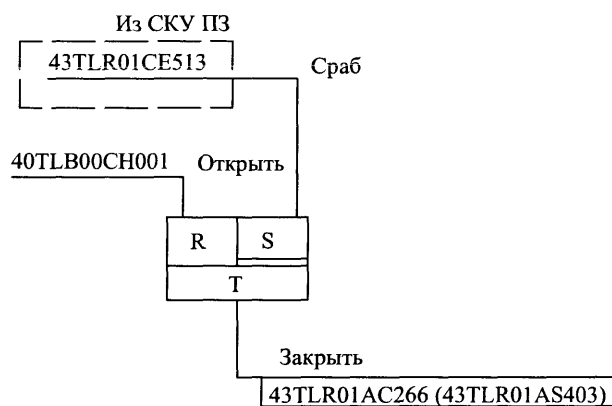 Из СКУ ПЗ
43TLR01CE513
Сраб
40TLB00CH001
Открыть
R
S
T
Закрыть
43TLR01AC266 (43TLR01AS403)